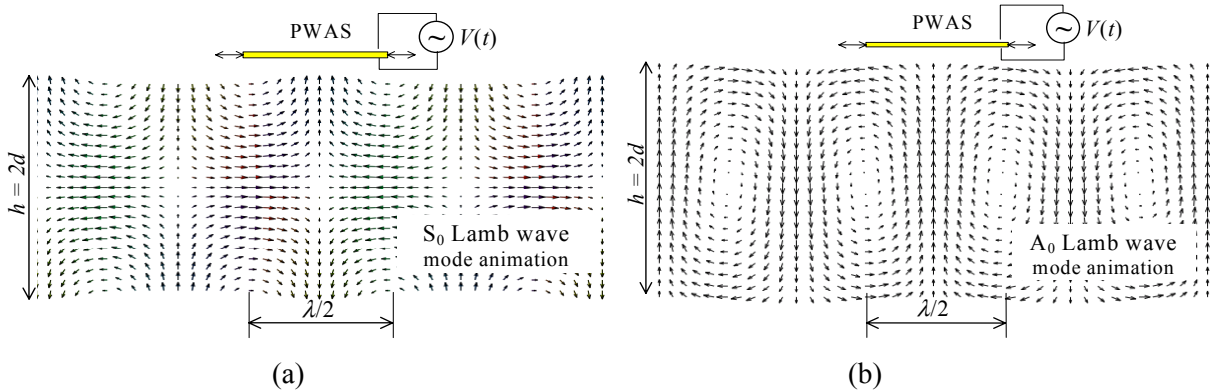 PWAS
V(t)
~
h = 2d
S₀ Lamb wave
mode animation
λ/2
(a)
PWAS
V(t)
~
h = 2d
A₀ Lamb wave
mode animation
λ/2
(b)